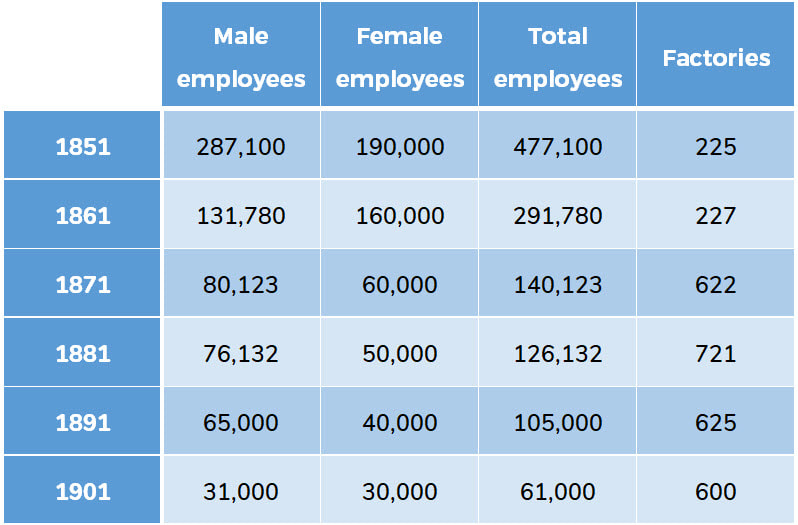 Male employees Female employees Total employees Factories
1851 287,100 190,000 477,100 225
1861 131,780 160,000 291,780 227
1871 80,123 60,000 140,123 622
1881 76,132 50,000 126,132 721
1891 65,000 40,000 105,000 625
1901 31,000 30,000 61,000 600